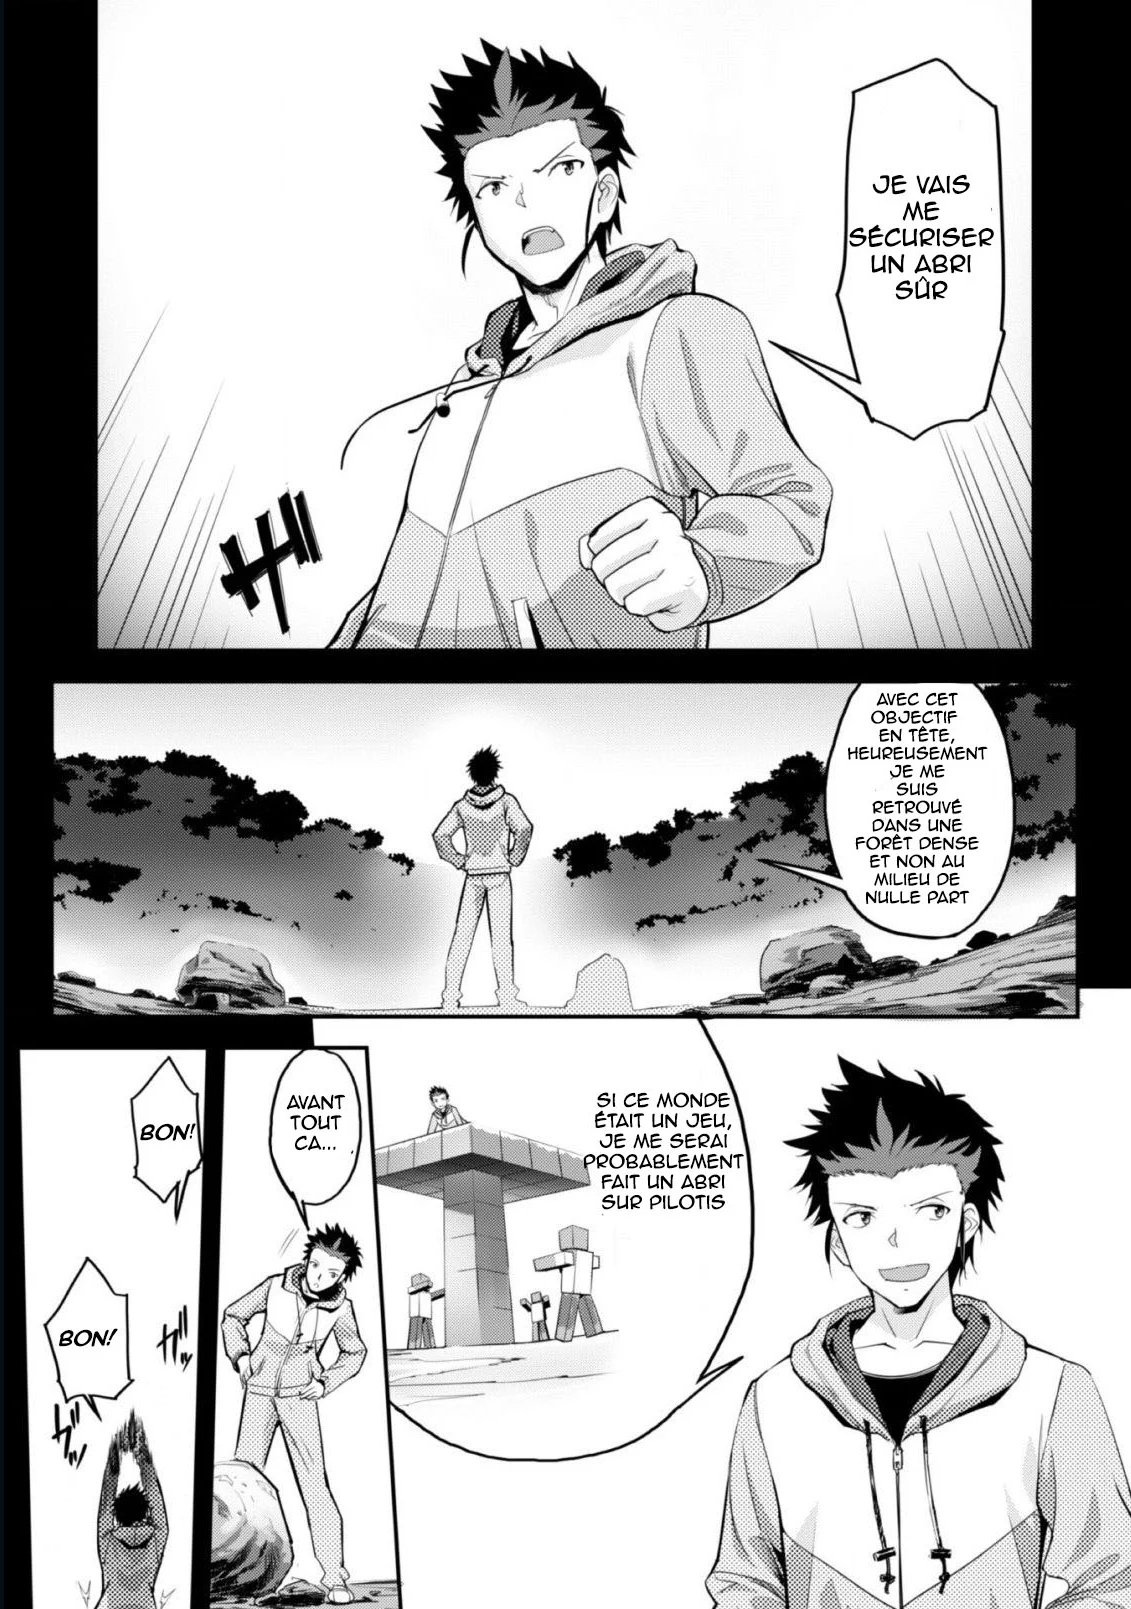 JE VAIS
ME
SÉCURISER
UN ABRI
SÛR
ザッ
AVEC CET
OBJECTIF
EN TÊTE,
HEUREUSEMENT
JE ME
SUIS
RETROUVÉ
DANS UNE
FORÊT DENSE
ET NON AU
MILIEU DE
NULLE PART
SI CE MONDE
ÉTAIT UN JEU,
JE ME SERAI
PROBABLEMENT
FAIT UN ABRI
SUR PILOTIS
AVANT
TOUT
ÇA...
BON!
BON!